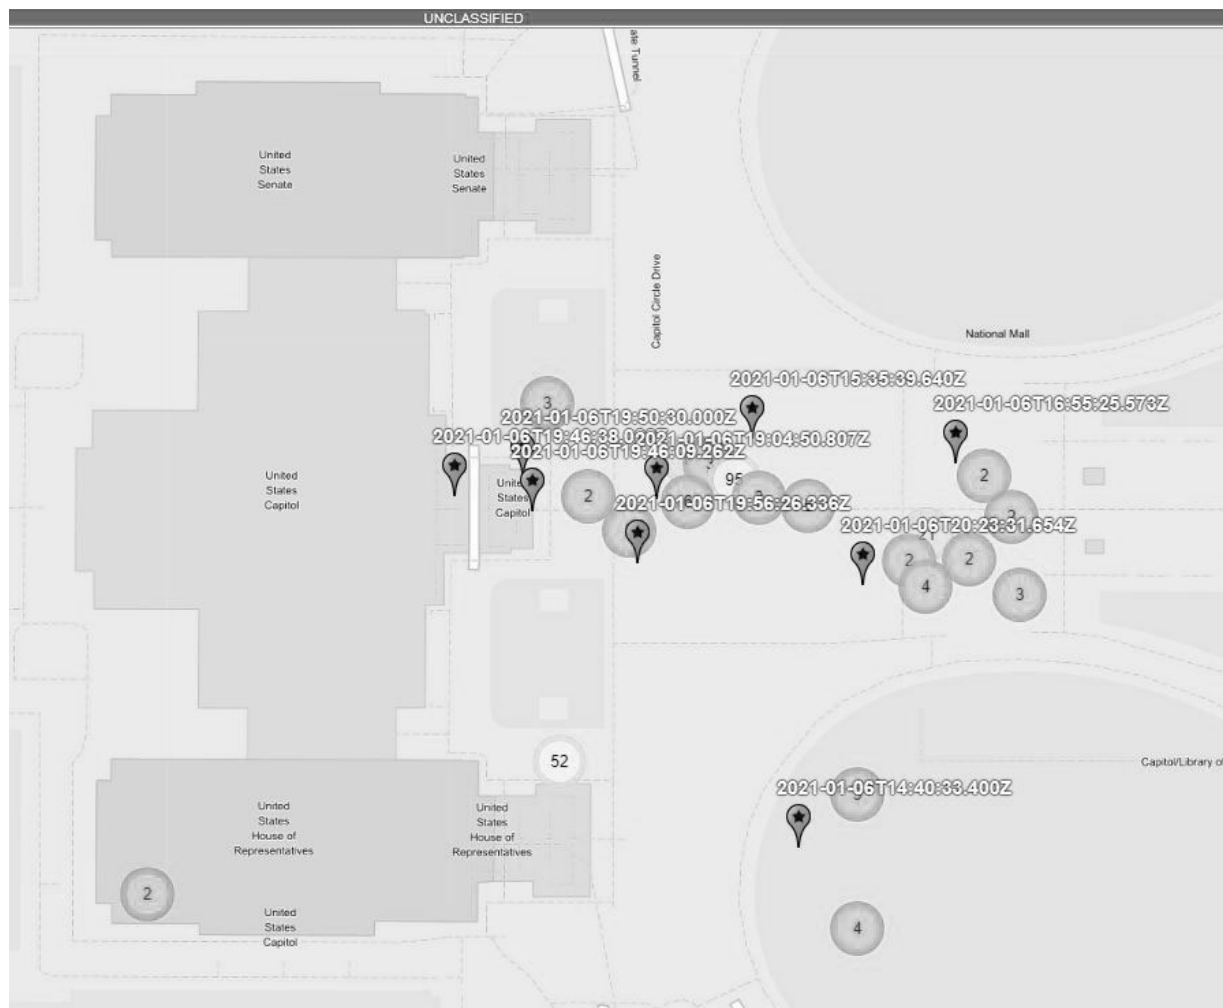 UNCLASSIFIED
ate Tunnel
United
States
Senate
United
States
Senate
Capitol Circle Drive
National Mall
2021-01-06T15:35:39.640Z
2021-01-06T16:55:25.573Z
3
2021-01-06T19:50:30.000Z
2021-01-06T19:04:50.807Z
2021-01-06T19:46:09.262Z
United
States
Capitol
States
Capitol
95
2
2
2021-01-06T19:56:26.336Z
2021-01-06T20:23:31.654Z
2
2
4
3
52
Capitol/Library of
2021-01-06T14:40:33.400Z
United
States
House of
Representatives
United
States
House of
Representatives
2
United
States
Capitol
4